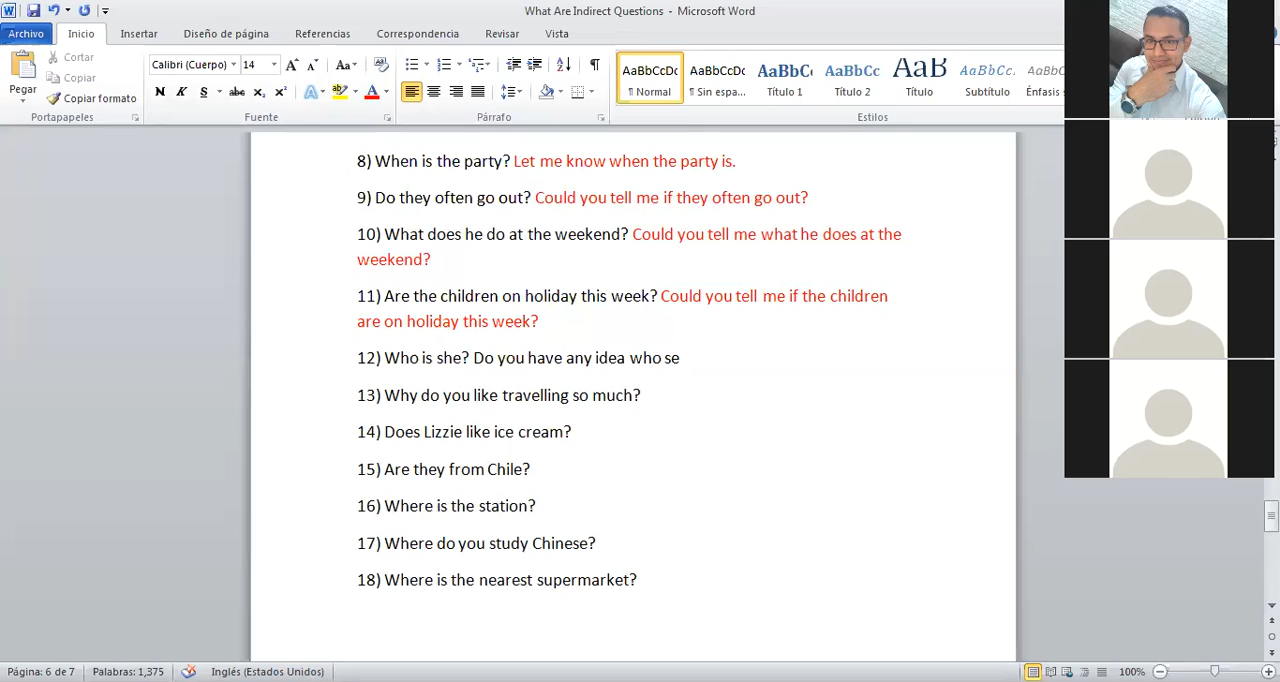 What Are Indirect Questions - Microsoft Word
Archivo Inicio Insertar Diseño de página Referencias Correspondencia Revisar Vista
Pegar
Cortar
Copiar
Copiar formato
Portapapeles
Calibri (Cuerpo) 14 Aa
N K S abc x₂ x² A ab A
Fuente
Párrafo
AaBbCcDc AaBbCcDc AaBbC AaBbCc AaB AaBbCc. AaBbCc
¶ Normal ¶ Sin espa... Título 1 Título 2 Título Subtítulo Énfasis s
Estilos
8) When is the party? Let me know when the party is.
9) Do they often go out? Could you tell me if they often go out?
10) What does he do at the weekend? Could you tell me what he does at the
weekend?
11) Are the children on holiday this week? Could you tell me if the children
are on holiday this week?
12) Who is she? Do you have any idea who se
13) Why do you like travelling so much?
14) Does Lizzie like ice cream?
15) Are they from Chile?
16) Where is the station?
17) Where do you study Chinese?
18) Where is the nearest supermarket?
Página: 6 de 7 Palabras: 1,375 Inglés (Estados Unidos) 100%